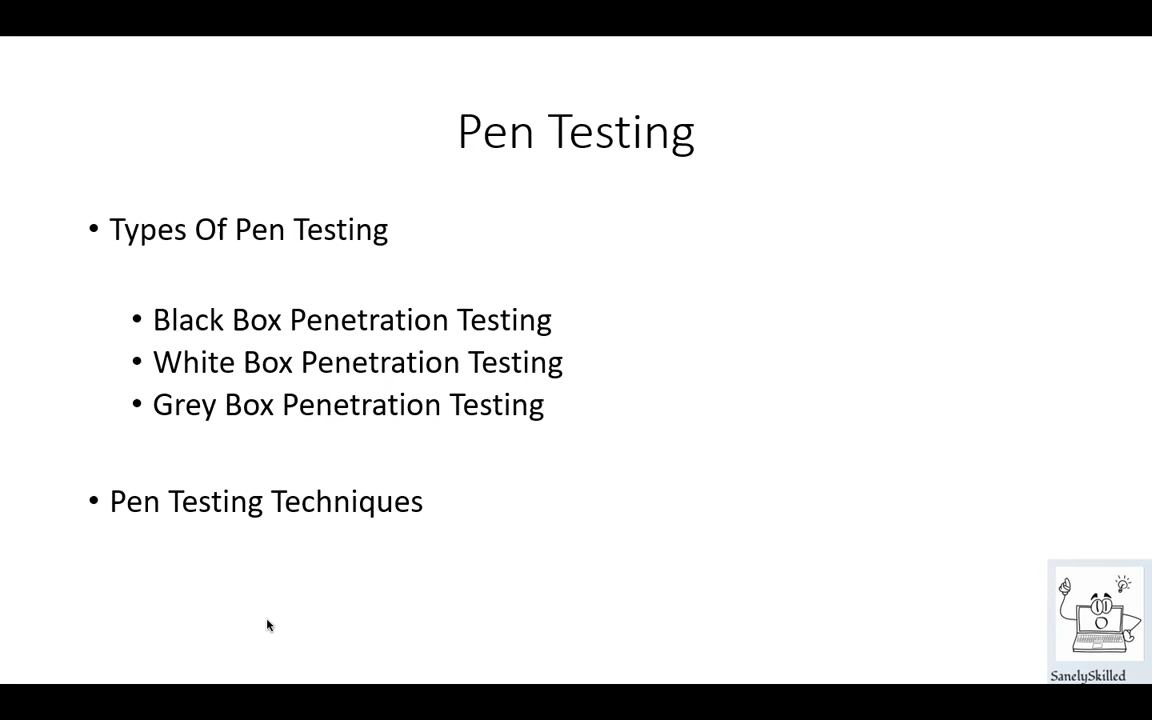 Pen Testing
• Types Of Pen Testing
• Black Box Penetration Testing
• White Box Penetration Testing
• Grey Box Penetration Testing
• Pen Testing Techniques
SanelySkilled